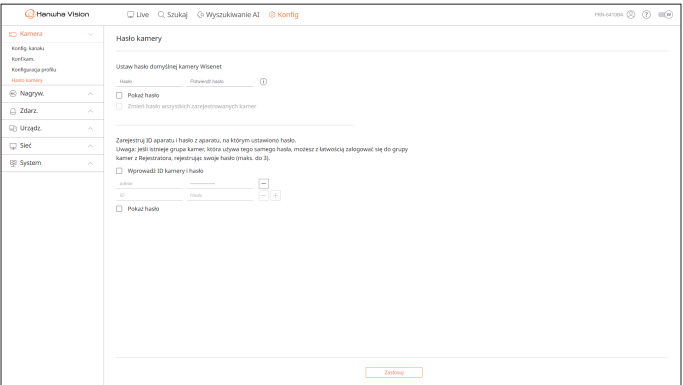 Hanwha Vision
Live Szukaj Wyszukiwanie AI Konfig
PRN-6410B4
Kamera
Konfig. kanału
Kont.kam.
Konfiguracja profilu
Hasło kamery
Nagryw.
Zdarz.
Urządz.
Sieć
System
Hasło kamery
Ustaw hasło domyślnej kamery Wisenet
Hasło Potwierdź hasło
Pokaż hasło
Zmień hasło wszystkich zarejestrowanych kamer
Zarejestruj ID aparatu i hasło z aparatu, na którym ustawiono hasło.
Uwaga: Jeśli istnieje grupa kamer, która używa tego samego hasła, możesz z łatwością zalogować się do grupy
kamer z Rejestratora, rejestrując swoje hasło (maks. do 3).
Wprowadź ID kamery i hasło
admin
ID Hasło
Pokaż hasło
Zastosuj